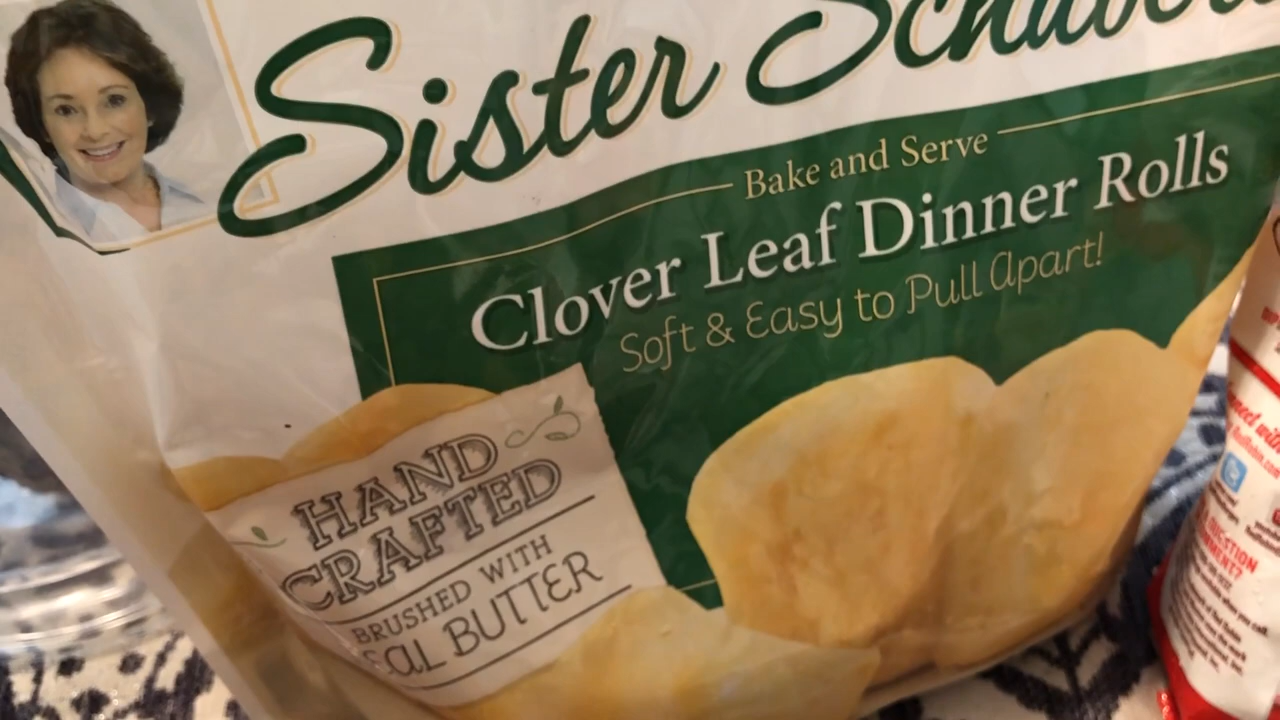 Sister Schubert
Bake and Serve
Clover Leaf Dinner Rolls
Soft & Easy to Pull Apart!
HAND
CRAFTED
BRUSHED WITH
EAL BUTTER